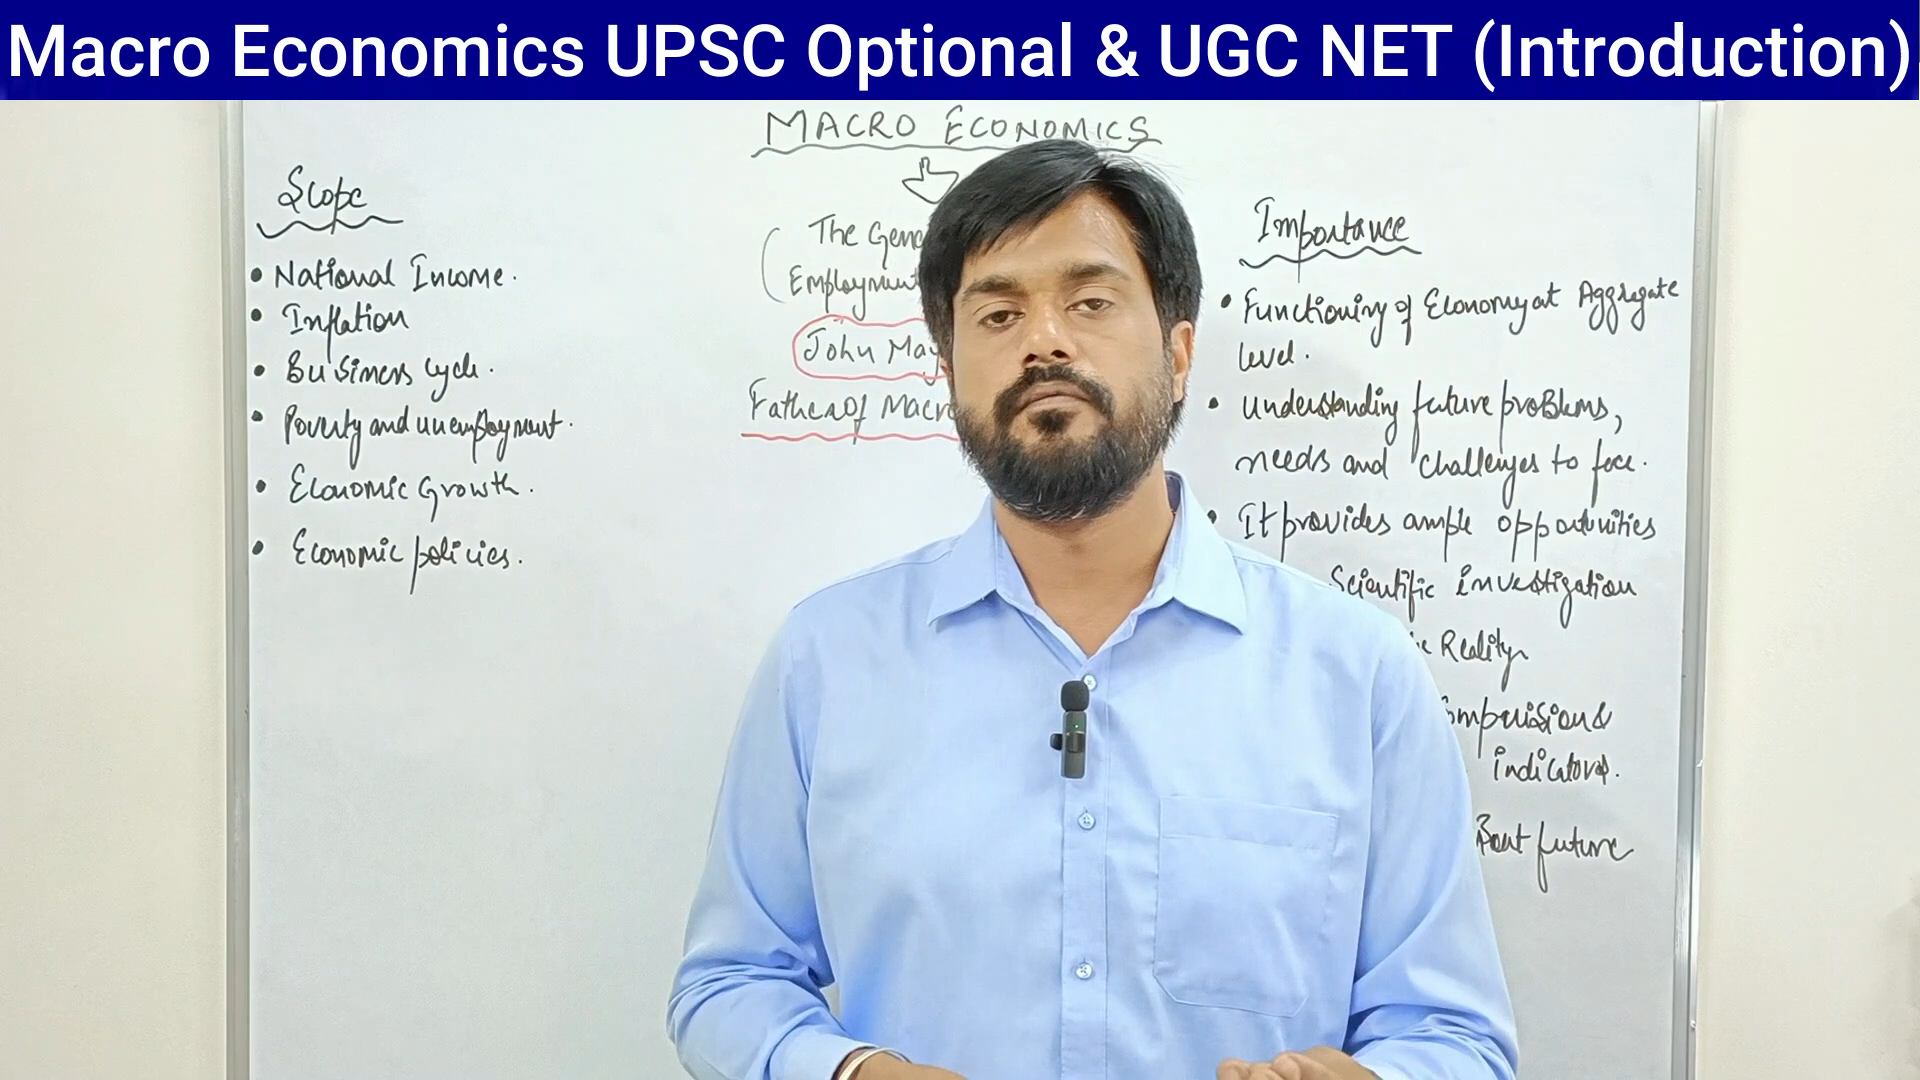 Macro Economics UPSC Optional & UGC NET (Introduction)
MACRO ECONOMICS
Scope
• National Income.
• Inflation
• Business cycle.
• Poverty and unemployment.
• Economic Growth.
• Economic policies.
The Gene
Employment
John May
Father of Macro
Importance
• Functioning of Economy at Aggregate
level.
• understanding future problems,
needs and challenges to face.
• It provides ample opportunities
Scientific investigation
Reality
omparision &
indicators.
Bout future